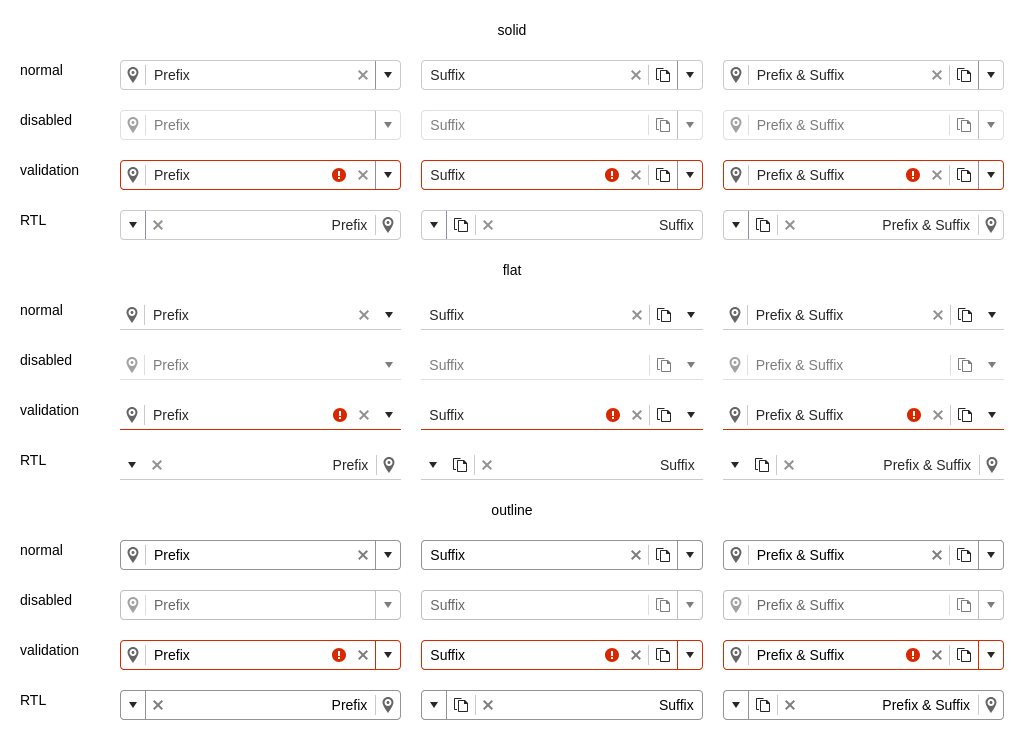 solid
normal Prefix Suffix Prefix & Suffix
disabled Prefix Suffix Prefix & Suffix
validation Prefix Suffix Prefix & Suffix
RTL Prefix Suffix Prefix & Suffix
flat
normal Prefix Suffix Prefix & Suffix
disabled Prefix Suffix Prefix & Suffix
validation Prefix Suffix Prefix & Suffix
RTL Prefix Suffix Prefix & Suffix
outline
normal Prefix Suffix Prefix & Suffix
disabled Prefix Suffix Prefix & Suffix
validation Prefix Suffix Prefix & Suffix
RTL Prefix Suffix Prefix & Suffix